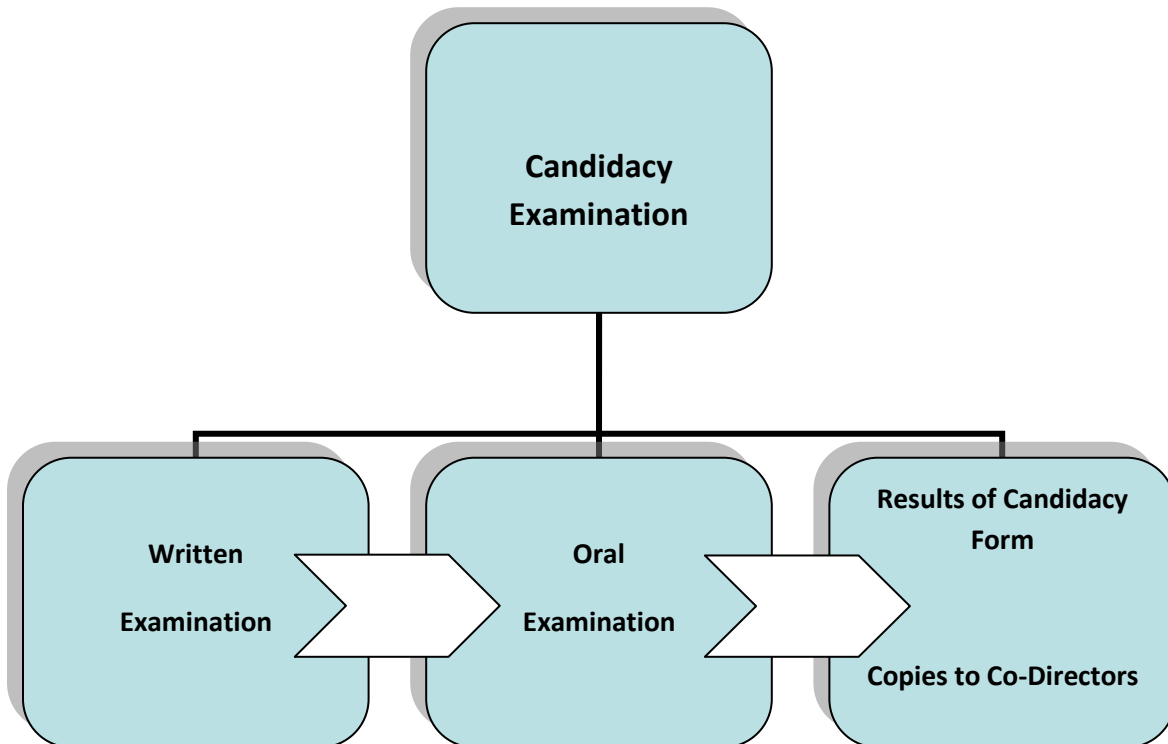 Candidacy
Examination
Written
Examination
Oral
Examination
Results of Candidacy
Form
Copies to Co-Directors